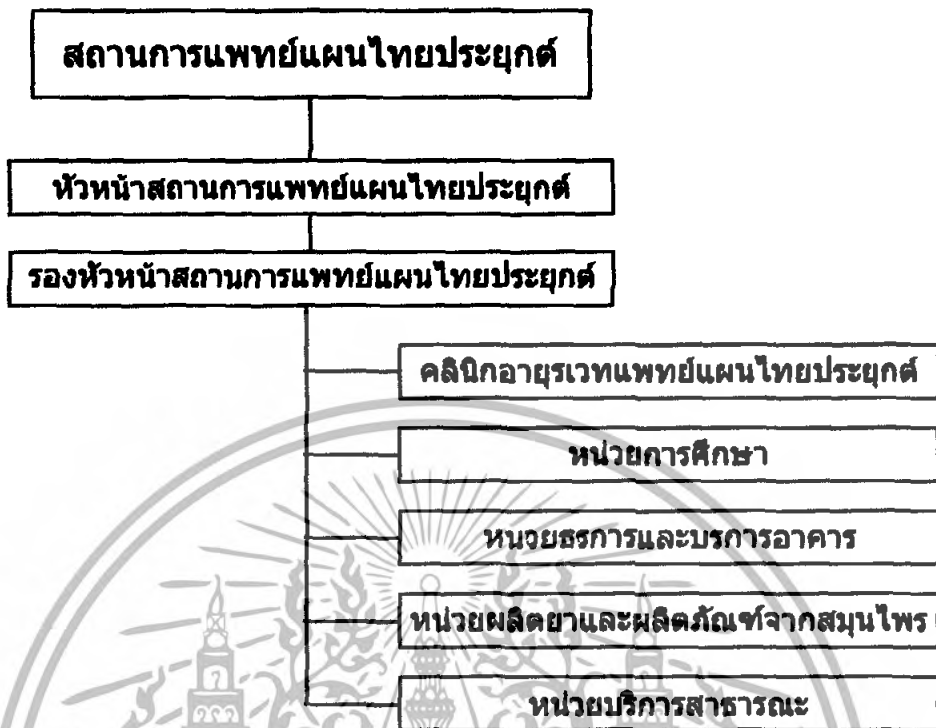 สถานการแพทย์แผนไทยประยุกต์
หัวหน้าสถานการแพทย์แผนไทยประยุกต์
รองหัวหน้าสถานการแพทย์แผนไทยประยุกต์
คลินิกอายุรเวทแพทย์แผนไทยประยุกต์
หน่วยการศึกษา
หนวยธรการและบรการอาคาร
หน่วยผลิตยาและผลิตภัณฑ์จากสมุนไพร
หน่วยบริการสาธารณะ